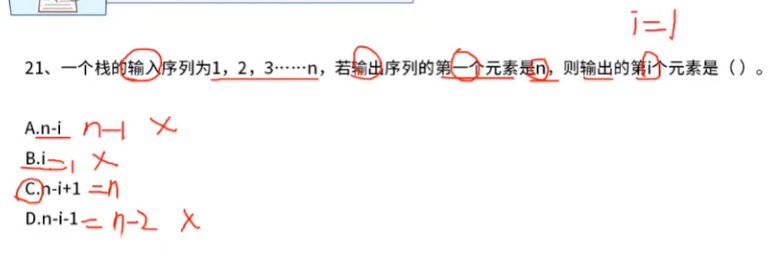 i=1
21、一个栈的输入序列为1，2，3……n，若输出序列的第一个元素是n，则输出的第i个元素是（）。
A.n-i n-1 ×
B.i=1 ×
C.n-i+1=n
D.n-i-1=n-2 ×